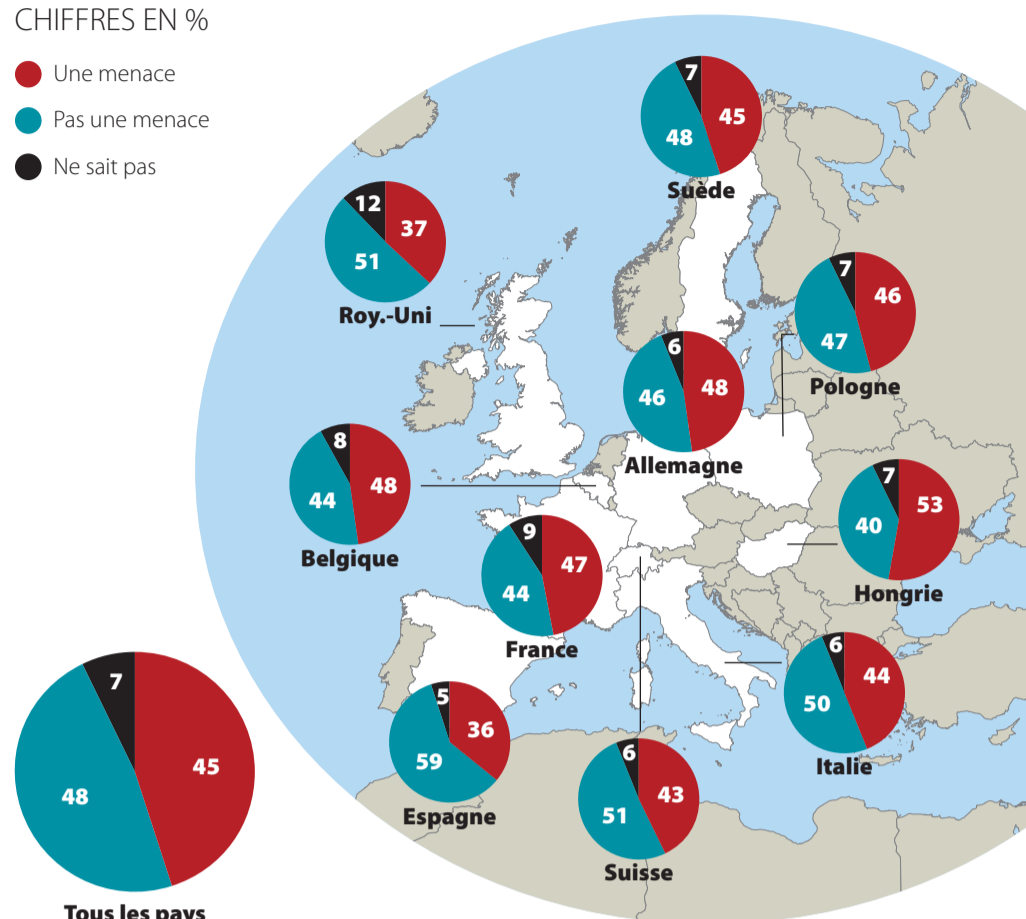 CHIFFRES EN %
Une menace
Pas une menace
Ne sait pas
7
45
48
Suède
12
37
51
Roy.-Uni
7
46
47
Pologne
6
48
46
Allemagne
8
48
44
Belgique
7
53
40
Hongrie
9
47
44
France
6
44
50
Italie
5
36
59
Espagne
6
43
51
Suisse
7
45
48
Tous les pays